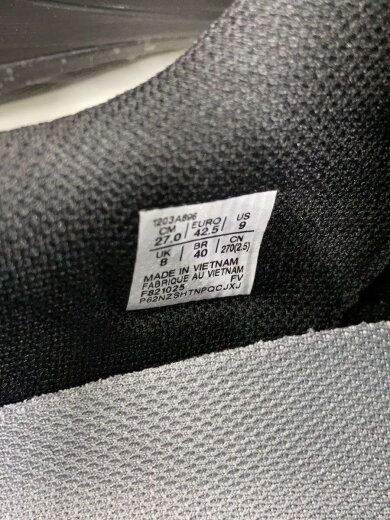 1203A896
CM EURO US
27.0 42.5 9
UK BR CN
8 40 270(2.5)
MADE IN VIETNAM
FABRIQUE AU VIETNAM
F821025 FV
P62NZSHTNPQCJXJ